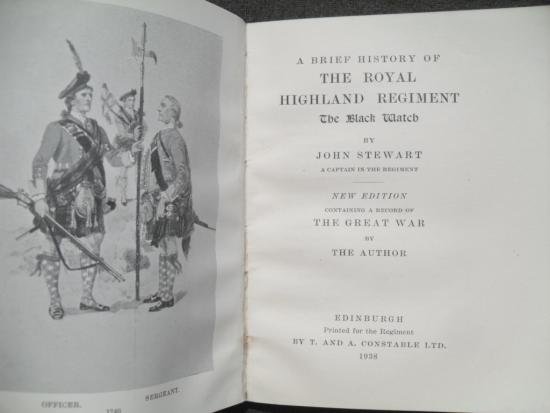 OFFICER.
SERGEANT.
1740
A BRIEF HISTORY OF
THE ROYAL
HIGHLAND REGIMENT
The Black Watch
BY
JOHN STEWART
A CAPTAIN IN THE REGIMENT
NEW EDITION
CONTAINING A RECORD OF
THE GREAT WAR
BY
THE AUTHOR
EDINBURGH
Printed for the Regiment
BY T. AND A. CONSTABLE LTD.
1938